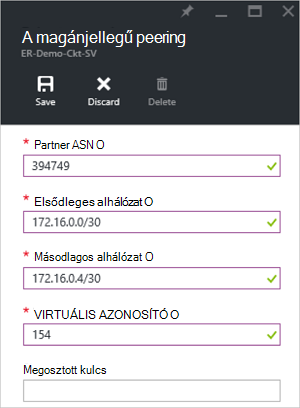 A magánjellegű peering
ER-Demo-Ckt-SV
Save Discard Delete
* Partner ASN O
394749
* Elsődleges alhálózat O
172.16.0.0/30
* Másodlagos alhálózat O
172.16.0.4/30
* VIRTUÁLIS AZONOSÍTÓ O
154
Megosztott kulcs